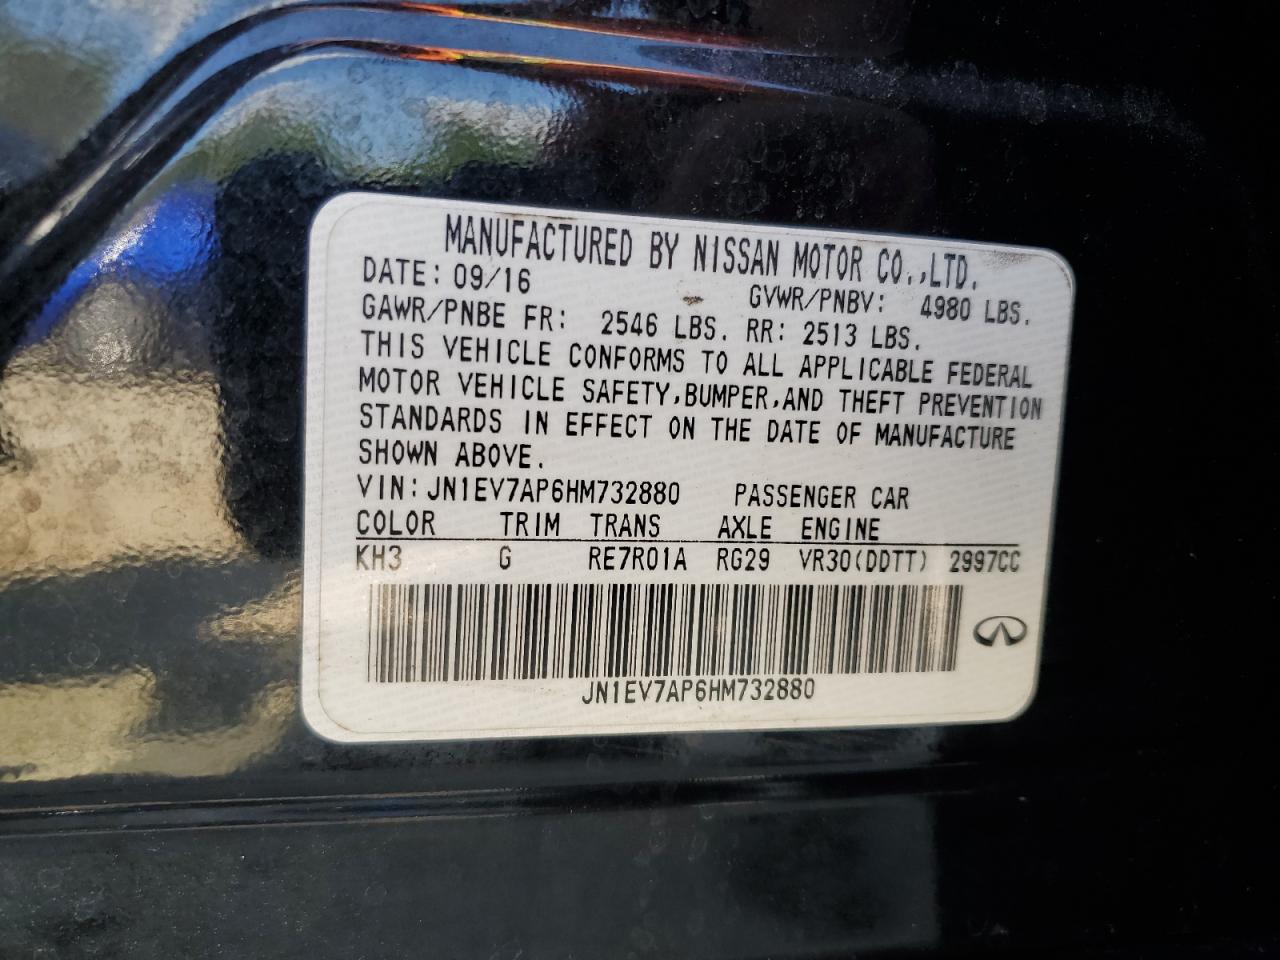 MANUFACTURED BY NISSAN MOTOR CO.,LTD.
DATE: 09/16 GVWR/PNBV: 4980 LBS.
GAWR/PNBE FR: 2546 LBS. RR: 2513 LBS.
THIS VEHICLE CONFORMS TO ALL APPLICABLE FEDERAL
MOTOR VEHICLE SAFETY,BUMPER,AND THEFT PREVENTION
STANDARDS IN EFFECT ON THE DATE OF MANUFACTURE
SHOWN ABOVE.
VIN: JN1EV7AP6HM732880 PASSENGER CAR
COLOR TRIM TRANS AXLE ENGINE
KH3 G RE7R01A RG29 VR30(DDTT) 2997CC
JN1EV7AP6HM732880